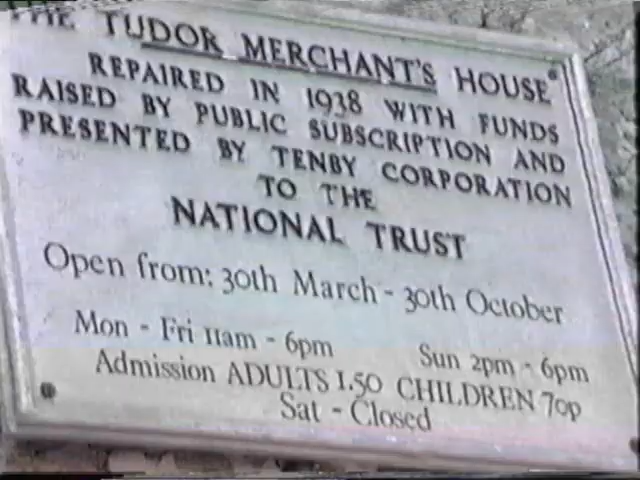 THE TUDOR MERCHANT'S HOUSE
REPAIRED IN 1938 WITH FUNDS
RAISED BY PUBLIC SUBSCRIPTION AND
PRESENTED BY TENBY CORPORATION
TO THE
NATIONAL TRUST
Open from: 30th March - 30th October
Mon - Fri 11am - 6pm Sun 2pm - 6pm
Admission ADULTS 1.50 CHILDREN 70p
Sat - Closed